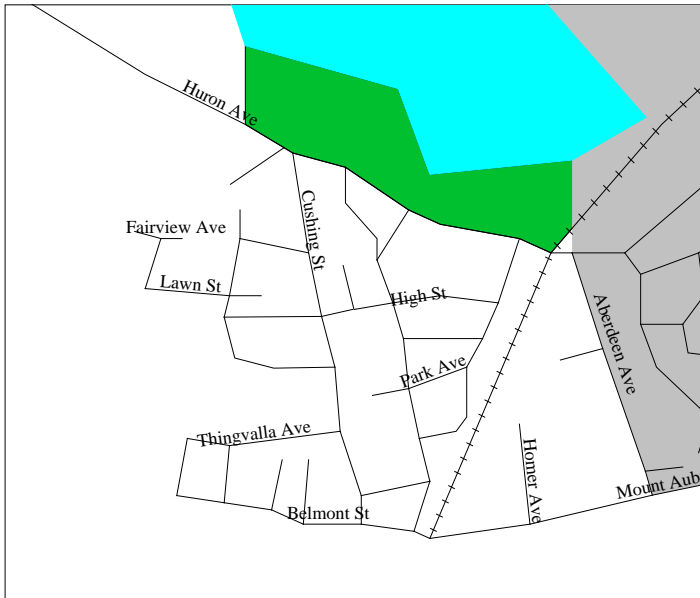 Huron Ave
Cushing St
Fairview Ave
Lawn St
High St
Aberdeen Ave
Park Ave
Thingvalla Ave
Homer Ave
Mount Aub
Belmont St